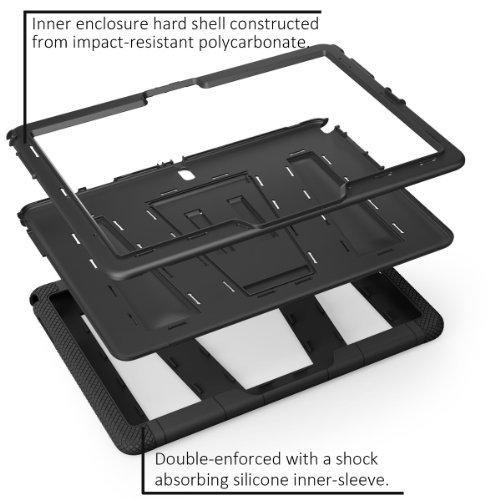 Inner enclosure hard shell constructed
from impact-resistant polycarbonate.
Double-enforced with a shock
absorbing silicone inner-sleeve.